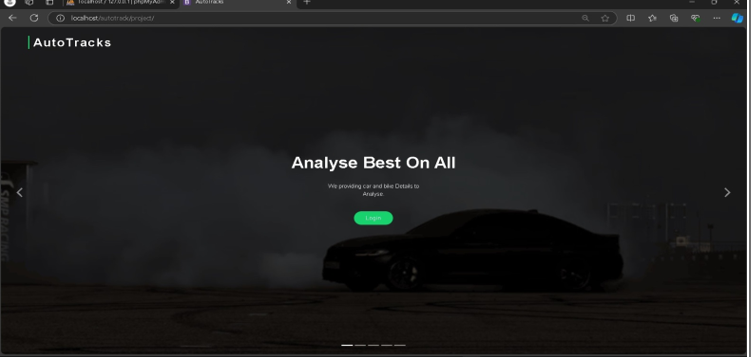 localhost / 127.0.0.1 | phpMyAdm
AutoTracks
localhost/autotrack/project/
AutoTracks
Analyse Best On All
We providing car and bike Details to
Analyse.
Login